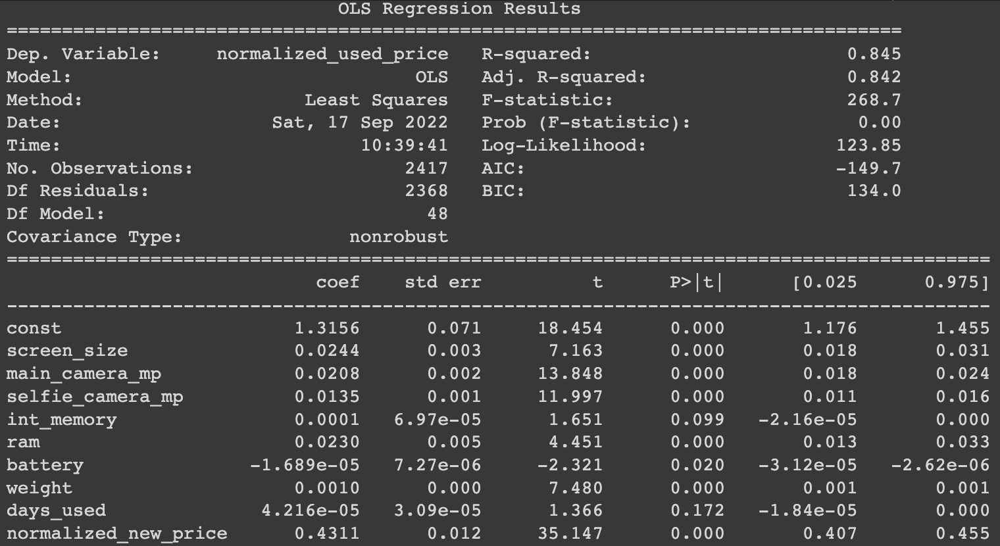 OLS Regression Results
==============================================================================
Dep. Variable: normalized_used_price R-squared: 0.845
Model: OLS Adj. R-squared: 0.842
Method: Least Squares F-statistic: 268.7
Date: Sat, 17 Sep 2022 Prob (F-statistic): 0.00
Time: 10:39:41 Log-Likelihood: 123.85
No. Observations: 2417 AIC: -149.7
Df Residuals: 2368 BIC: 134.0
Df Model: 48
Covariance Type: nonrobust
=========================================================================================
coef std err t P>|t| [0.025 0.975]
-----------------------------------------------------------------------------------------
const 1.3156 0.071 18.454 0.000 1.176 1.455
screen_size 0.0244 0.003 7.163 0.000 0.018 0.031
main_camera_mp 0.0208 0.002 13.848 0.000 0.018 0.024
selfie_camera_mp 0.0135 0.001 11.997 0.000 0.011 0.016
int_memory 0.0001 6.97e-05 1.651 0.099 -2.16e-05 0.000
ram 0.0230 0.005 4.451 0.000 0.013 0.033
battery -1.689e-05 7.27e-06 -2.321 0.020 -3.12e-05 -2.62e-06
weight 0.0010 0.000 7.480 0.000 0.001 0.001
days_used 4.216e-05 3.09e-05 1.366 0.172 -1.84e-05 0.000
normalized_new_price 0.4311 0.012 35.147 0.000 0.407 0.455